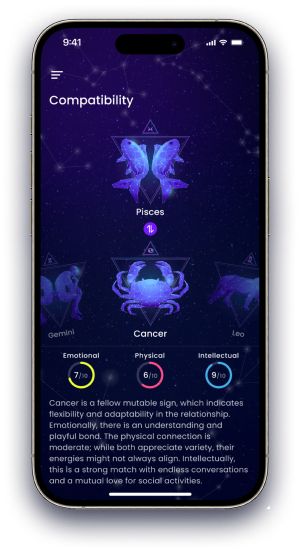 9:41
Compatibility
Pisces
Gemini
Cancer
Leo
Emotional
Physical
Intellectual
7/10
6/10
9/10
Cancer is a fellow mutable sign, which indicates
flexibility and adaptability in the relationship.
Emotionally, there is an understanding and
playful bond. The physical connection is
moderate; while both appreciate variety, their
energies might not always align. Intellectually,
this is a strong match with endless conversations
and a mutual love for social activities.